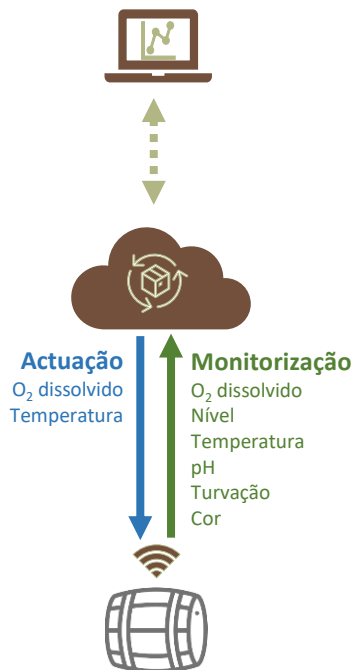 Actuação
O₂ dissolvido
Temperatura
Monitorização
O₂ dissolvido
Nível
Temperatura
pH
Turvação
Cor